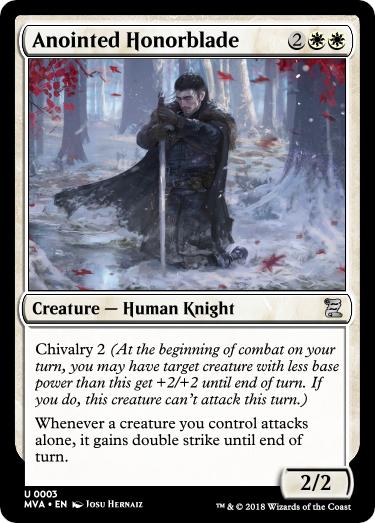 Anointed Honorblade 2
Creature — Human Knight
Chivalry 2 (At the beginning of combat on your
turn, you may have target creature with less base
power than this get +2/+2 until end of turn. If
you do, this creature can't attack this turn.)
Whenever a creature you control attacks
alone, it gains double strike until end of
turn.
2/2
U 0003
MVA • EN Josu Hernaiz
™ & © 2018 Wizards of the Coast